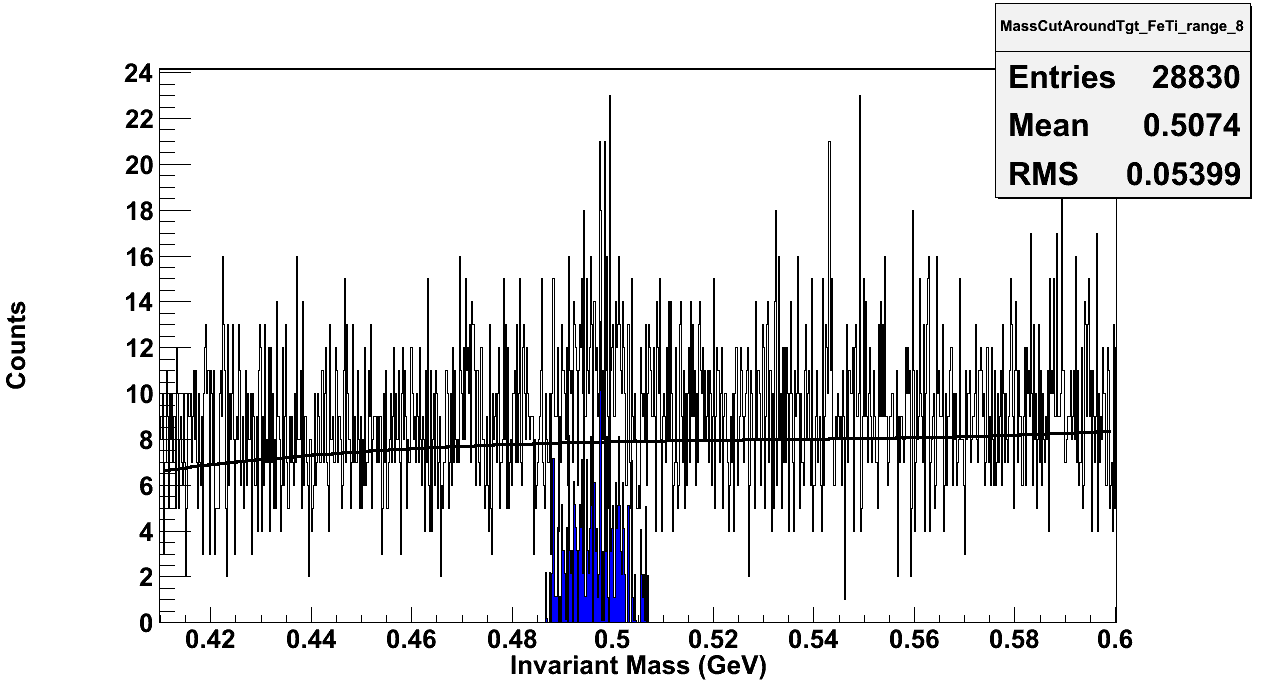 MassCutAroundTgt_FeTi_range_8
Entries 28830
Mean 0.5074
RMS 0.05399
24
22
20
18
16
14
12
10
8
6
4
2
0
Counts
0.42 0.44 0.46 0.48 0.5 0.52 0.54 0.56 0.58 0.6
Invariant Mass (GeV)